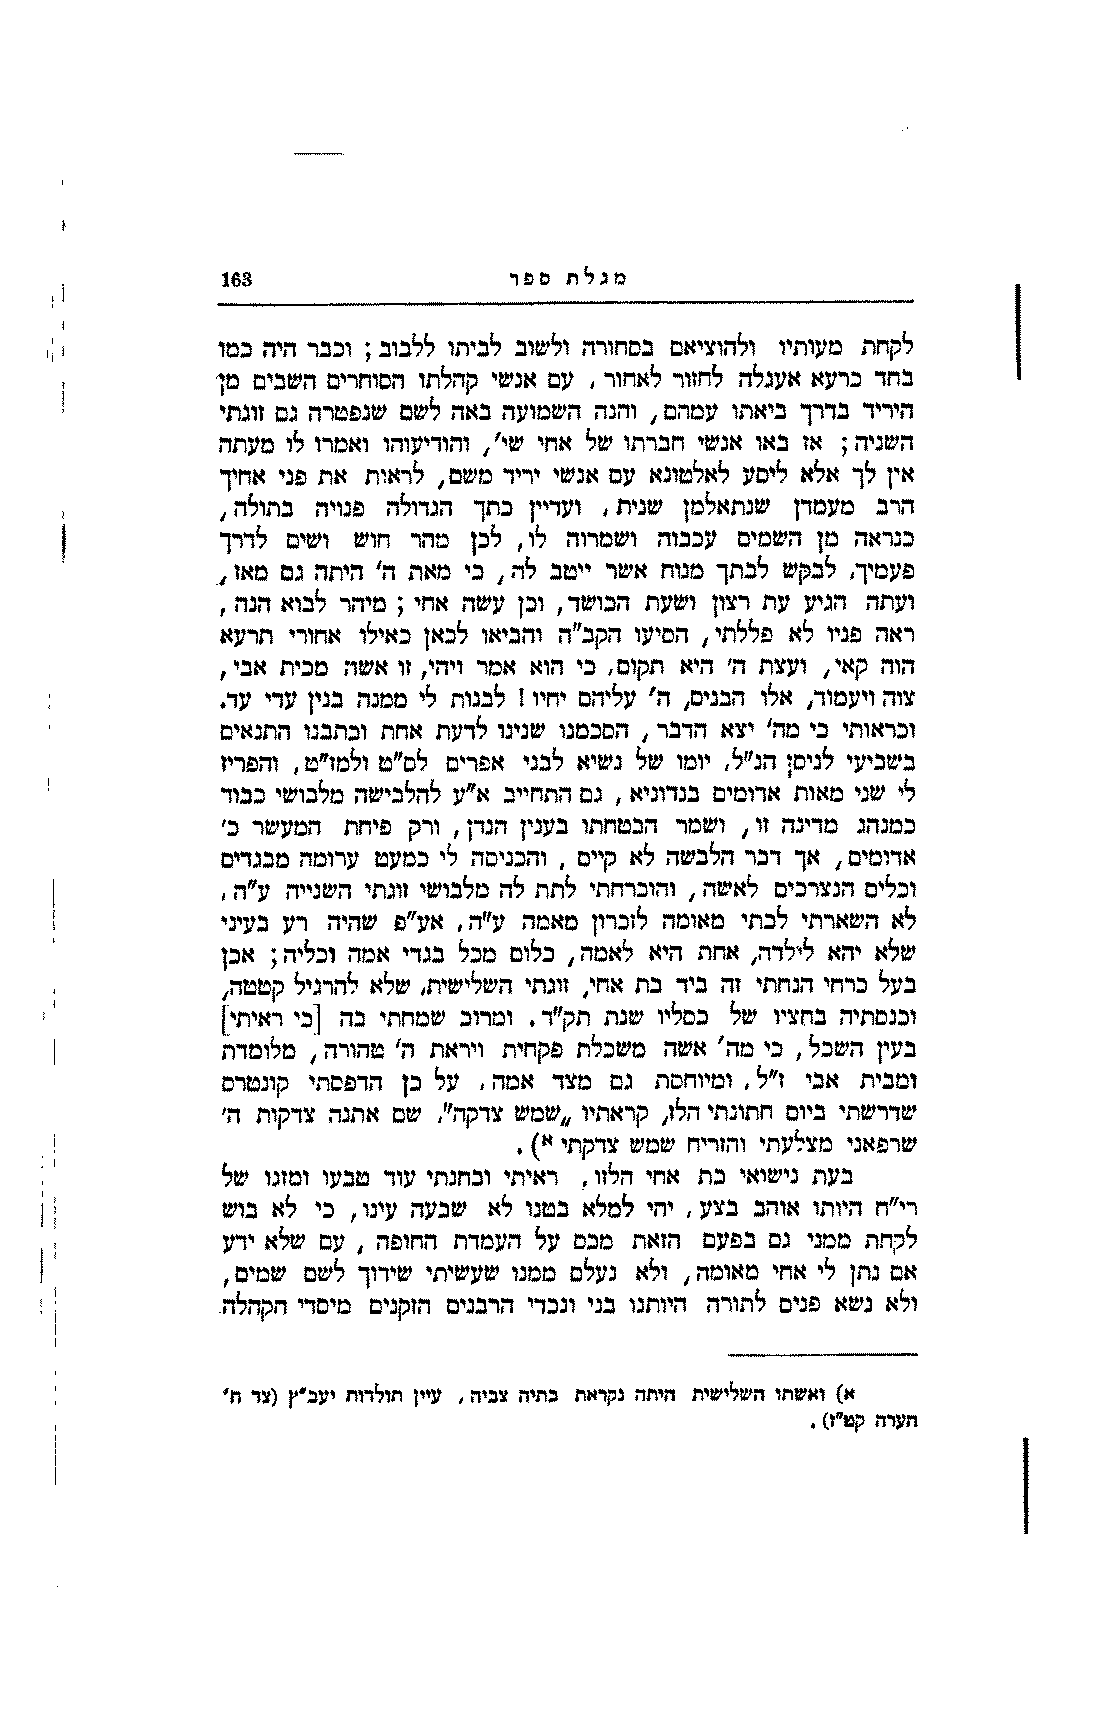 מגלת ספר 163
לקחת מעותיו ולהוציאם בסחורה ולשוב לביתו ללבוב ; וכבר היה כמו
בחד כרעא אעגלה לחזור לאחור , עם אנשי קהלתו הסוחרים השבים מן
היריד בדרך ביאתו עמהם , והנה השמועה באה לשם שנפטרה גם זוגתי
השניה ; אז באו אנשי חברתו של אחי שי' , והודיעוהו ואמרו לו מעתה
אין לך אלא ליסע לאלטונא עם אנשי יריד משם , לראות את פני אחיך
הרב מעמדן שנתאלמן שנית , ועדיין בתך הגדולה פנויה בתולה ,
כנראה מן השמים עכבוה ושמרוה לו , לכן מהר חוש ושים לדרך
פעמיך , לבקש לבתך מנוח אשר ייטב לה , כי מאת ה' היתה גם מאז ,
ועתה הגיע עת רצון ושעת הכושר , וכן עשה אחי ; מיהר לבוא הנה ,
ראה פניו לא פללתי , הסיעו הקב"ה והביאו לכאן כאילו אחורי תרעא
הוה קאי , ועצת ה' היא תקום , כי הוא אמר ויהי , זו אשה מבית אבי ,
צוה ויעמוד , אלו הבנים , ה' עליהם יחיו ! לבנות לי ממנה בנין עדי עד .
וכראותי כי מה' יצא הדבר , הסכמנו שנינו לדעת אחת וכתבנו התנאים
בשביעי לניסן הנ"ל , יומו של נשיא לבני אפרים לס"ט ולמז"ט , והפריז
לי שני מאות אדומים בנדוניא , גם התחייב א"ע להלבישה מלבושי כבוד
כמנהג מדינה זו , ושמר הבטחתו בענין הנדן , ורק פיחת המעשר כ'
אדומים , אך דבר הלבשה לא קיים , והכניסה לי כמעט ערומה מבגדים
וכלים הנצרכים לאשה , והוכרחתי לתת לה מלבושי זוגתי השנייה ע"ה ,
לא השארתי לבתי מאומה לזכרון מאמה ע"ה , אע"פ שהיה רע בעיני
שלא יהא לילדה , אחת היא לאמה , כלום מכל בגדי אמה וכליה ; אכן
בעל כרחי הנחתי זה ביד בת אחי , זוגתי השלישית , שלא להרגיל קטטה ,
וכנסתיה בחציו של כסליו שנת תק"ד . ומרוב שמחתי בה [כי ראיתי]
בעין השכל , כי מה' אשה משכלת פקחית ויראת ה' טהורה , מלומדת
ומבית אבי ז"ל , ומיוחסת גם מצד אמה , על כן הדפסתי קונטרס
שדרשתי ביום חתונתי הלז , קראתיו „שמש צדקה" , שם אתנה צדקות ה'
שרפאני מצלעתי והזריח שמש צדקתי א) .
בעת נישואי בת אחי הלזו , ראיתי ובחנתי עוד טבעו ומזגו של
רי"ח היותו אוהב בצע , יהי למלא בטנו לא שבעה עינו , כי לא בוש
לקחת ממני גם בפעם הזאת מכס על העמדת החופה , עם שלא ידע
אם נתן לי אחי מאומה , ולא נעלם ממנו שעשיתי שידוך לשם שמים ,
ולא נשא פנים לתורה היותנו בני ונכדי הרבנים הזקנים מיסדי הקהלה .
א) ואשתו השלישית היתה נקראת בתיה צביה , עיין תולדות יעב"ץ (צד ח'
הערה קט"ו) .